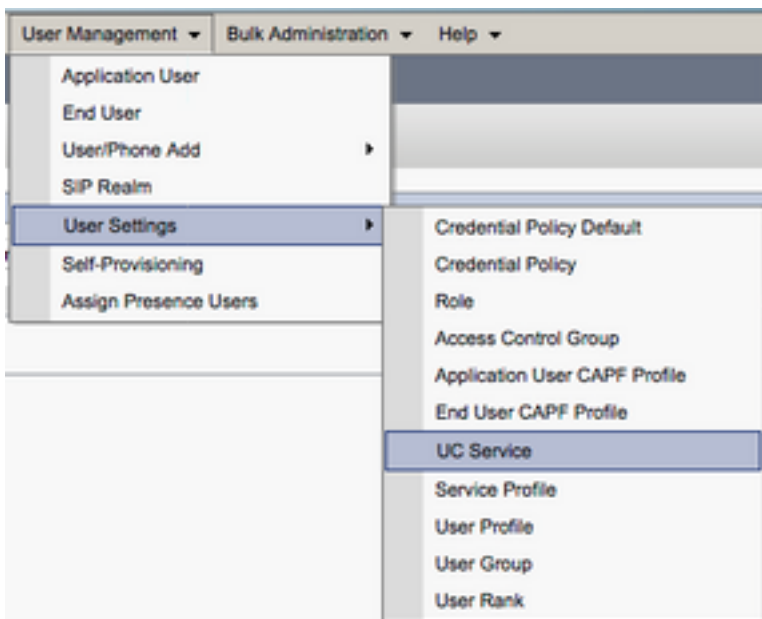 User Management Bulk Administration Help
Application User
End User
User/Phone Add
SIP Realm
User Settings
Self-Provisioning
Assign Presence Users
Credential Policy Default
Credential Policy
Role
Access Control Group
Application User CAPF Profile
End User CAPF Profile
UC Service
Service Profile
User Profile
User Group
User Rank